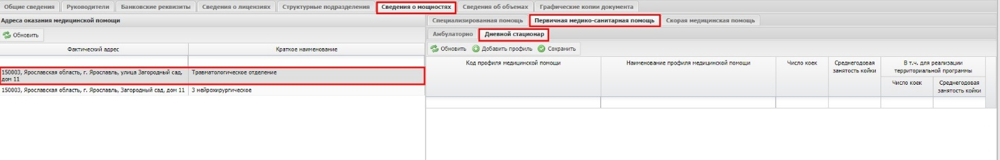 Общие сведения Руководители Банковские реквизиты Сведения о лицензиях Структурные подразделения Сведения о мощностях Сведения об объемах Графические копии документа
Адреса оказания медицинской помощи
Обновить
Фактический адрес Краткое наименование
150003, Ярославская область, г. Ярославль, улица Загородный сад, дом 11 Травматологическое отделение
150003, Ярославская область, г. Ярославль, Загородный сад, дом 11 3 нейрохирургическое
Специализированная помощь Первичная медико-санитарная помощь Скорая медицинская помощь
Амбулаторно Дневной стационар
Обновить Добавить профиль Сохранить
Код профиля медицинской помощи Наименование профиля медицинской помощи Число коек Среднегодовая занятость койки В т.ч. для реализации территориальной программы
Число коек Среднегодовая занятость койки